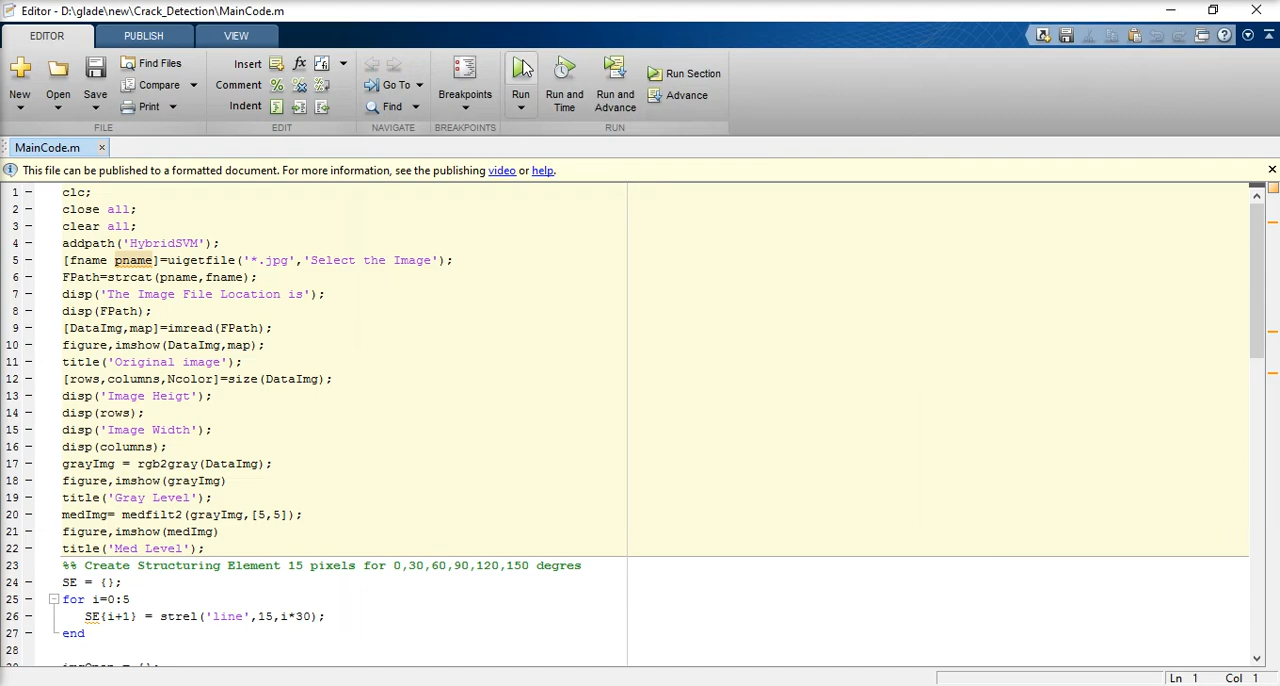 Editor - D:\glade\new\Crack_Detection\MainCode.m
EDITOR PUBLISH VIEW
New Open Save Find Files Compare Print
FILE
Insert fx
Comment %
Indent
EDIT
Go To
Find
NAVIGATE
Breakpoints
BREAKPOINTS
Run Run and Time Run and Advance Run Section Advance
RUN
MainCode.m
This file can be published to a formatted document. For more information, see the publishing video or help.
1 clc;
2 close all;
3 clear all;
4 addpath('HybridSVM');
5 [fname pname]=uigetfile('*.jpg','Select the Image');
6 FPath=strcat(pname,fname);
7 disp('The Image File Location is');
8 disp(FPath);
9 [DataImg,map]=imread(FPath);
10 figure,imshow(DataImg,map);
11 title('Original image');
12 [rows,columns,Ncolor]=size(DataImg);
13 disp('Image Heigt');
14 disp(rows);
15 disp('Image Width');
16 disp(columns);
17 grayImg = rgb2gray(DataImg);
18 figure,imshow(grayImg)
19 title('Gray Level');
20 medImg= medfilt2(grayImg,[5,5]);
21 figure,imshow(medImg)
22 title('Med Level');
23 %% Create Structuring Element 15 pixels for 0,30,60,90,120,150 degres
24 SE = {};
25 for i=0:5
26 SE{i+1} = strel('line',15,i*30);
27 end
28
Ln 1 Col 1